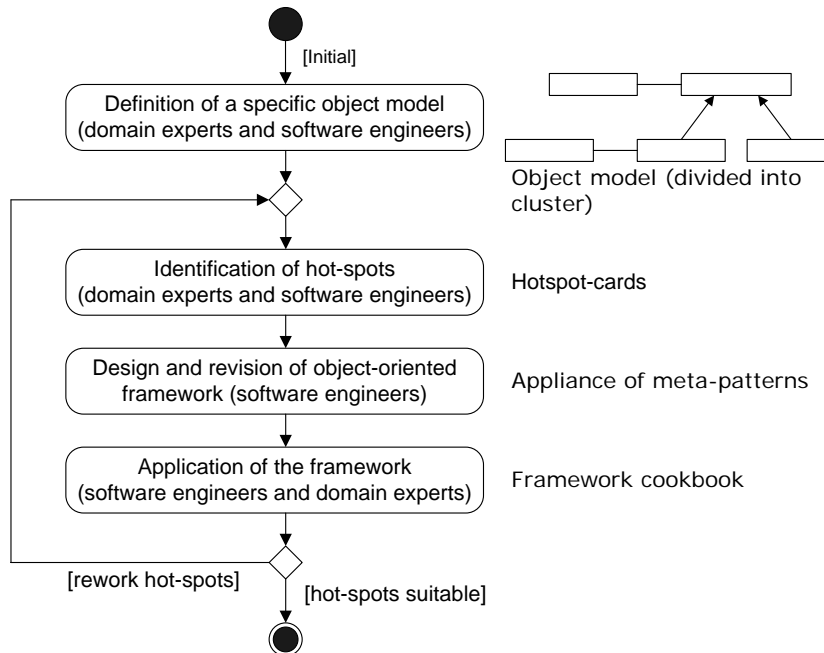 [Initial]
Definition of a specific object model
(domain experts and software engineers)
Object model (divided into
cluster)
Identification of hot-spots
(domain experts and software engineers)
Hotspot-cards
Design and revision of object-oriented
framework (software engineers)
Appliance of meta-patterns
Application of the framework
(software engineers and domain experts)
Framework cookbook
[rework hot-spots]
[hot-spots suitable]